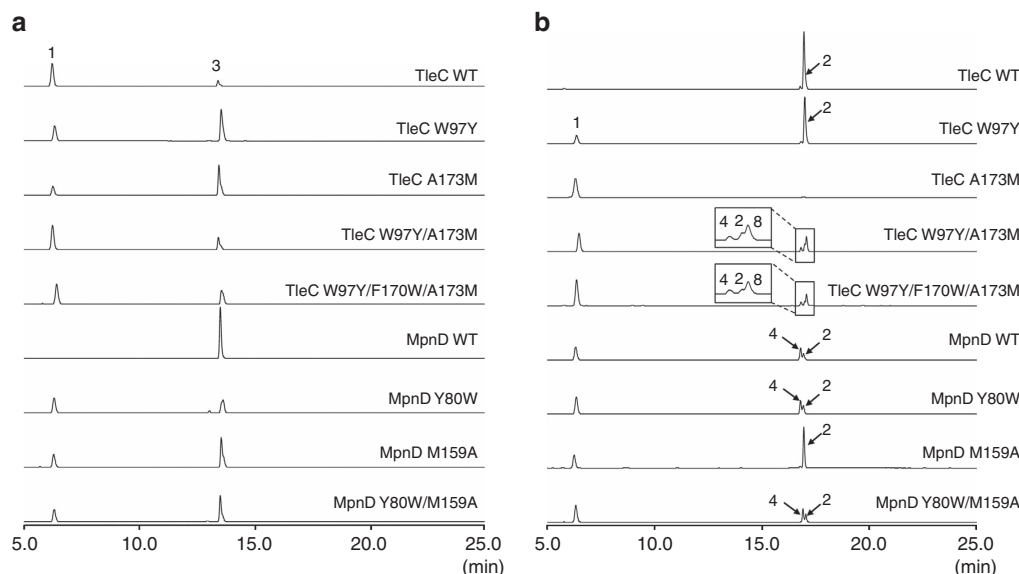 a
1
3
TleC WT
TleC W97Y
TleC A173M
TleC W97Y/A173M
TleC W97Y/F170W/A173M
MpnD WT
MpnD Y80W
MpnD M159A
MpnD Y80W/M159A
5.0 10.0 15.0 20.0 25.0
(min)
b
2
TleC WT
1
2
TleC W97Y
TleC A173M
4 2 8
TleC W97Y/A173M
4 2 8
TleC W97Y/F170W/A173M
4 2
MpnD WT
4 2
MpnD Y80W
2
MpnD M159A
4 2
MpnD Y80W/M159A
5.0 10.0 15.0 20.0 25.0
(min)